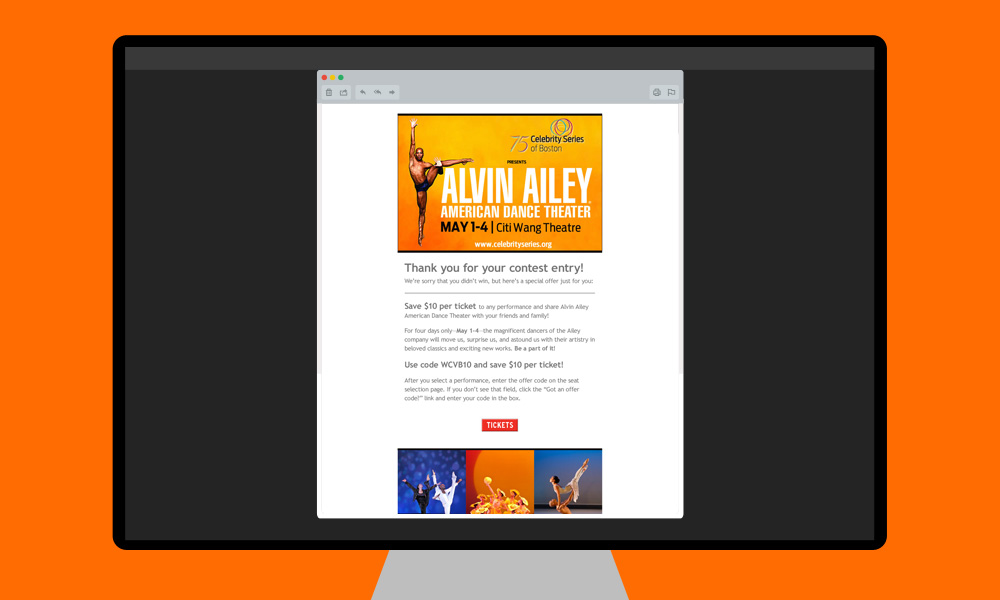 75 Celebrity Series
of Boston
PRESENTS
ALVIN AILEY
AMERICAN DANCE THEATER
MAY 1-4 | Citi Wang Theatre
www.celebrityseries.org
Thank you for your contest entry!
We're sorry that you didn't win, but here's a special offer just for you:
Save $10 per ticket to any performance and share Alvin Ailey
American Dance Theater with your friends and family!
For four days only—May 1-4—the magnificent dancers of the Ailey
company will move us, surprise us, and astound us with their artistry in
beloved classics and exciting new works. Be a part of it!
Use code WCVB10 and save $10 per ticket!
After you select a performance, enter the offer code on the seat
selection page. If you don't see that field, click the “Got an offer
code?” link and enter your code in the box.
TICKETS